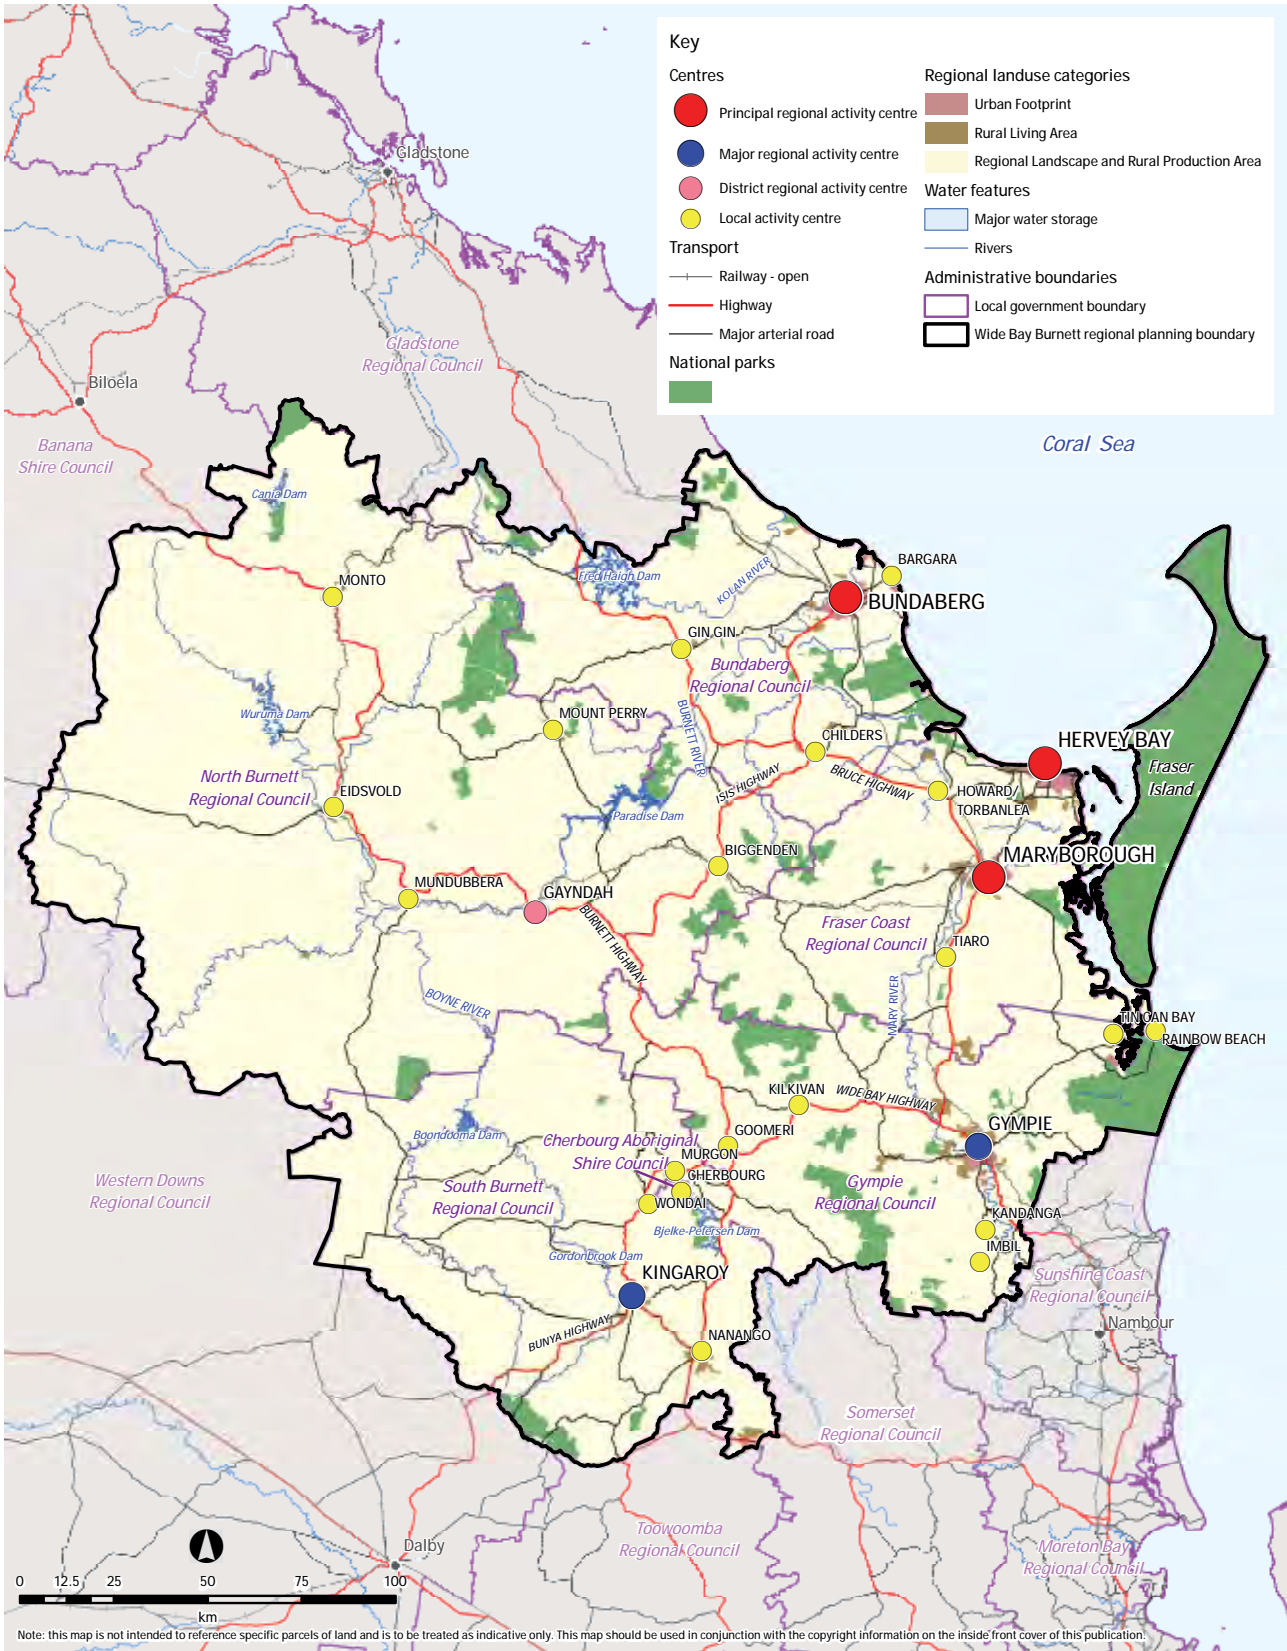 Key
Centres
Principal regional activity centre
Major regional activity centre
District regional activity centre
Local activity centre
Transport
Railway - open
Highway
Major arterial road
National parks
Regional landuse categories
Urban Footprint
Rural Living Area
Regional Landscape and Rural Production Area
Water features
Major water storage
Rivers
Administrative boundaries
Local government boundary
Wide Bay Burnett regional planning boundary
Gladstone
Gladstone
Regional Council
Biloela
Banana
Shire Council
Coral Sea
Cania Dam
MONTO
Fred Haigh Dam
KOLAN RIVER
BARGARA
BUNDABERG
GIN GIN
Bundaberg
Regional Council
Wuruma Dam
MOUNT PERRY
BURNETT RIVER
CHILDERS
HERVEY BAY
Fraser
Island
North Burnett
Regional Council
EIDSVOLD
ISIS HIGHWAY
BRUCE HIGHWAY
HOWARD/
TORBANLEA
Paradise Dam
BIGGENDEN
MARYBOROUGH
MUNDUBBERA
GAYNDAH
BURNETT HIGHWAY
Fraser Coast
Regional Council
TIARO
BOYNE RIVER
MARY RIVER
TIN CAN BAY
RAINBOW BEACH
KILKIVAN
WIDE BAY HIGHWAY
Boondooma Dam
GOOMERI
GYMPIE
Cherbourg Aboriginal
Shire Council
MURGON
CHERBOURG
Western Downs
Regional Council
South Burnett
Regional Council
WONDAI
Gympie
Regional Council
Bjelke-Petersen Dam
KANDANGA
IMBIL
Gordonbrook Dam
KINGAROY
Sunshine Coast
Regional Council
Nambour
BUNYA HIGHWAY
NANANGO
Somerset
Regional Council
Toowoomba
Regional Council
Moreton Bay
Regional Council
Dalby
0 12.5 25 50 75 100
km
Note: this map is not intended to reference specific parcels of land and is to be treated as indicative only. This map should be used in conjunction with the copyright information on the inside front cover of this publication.